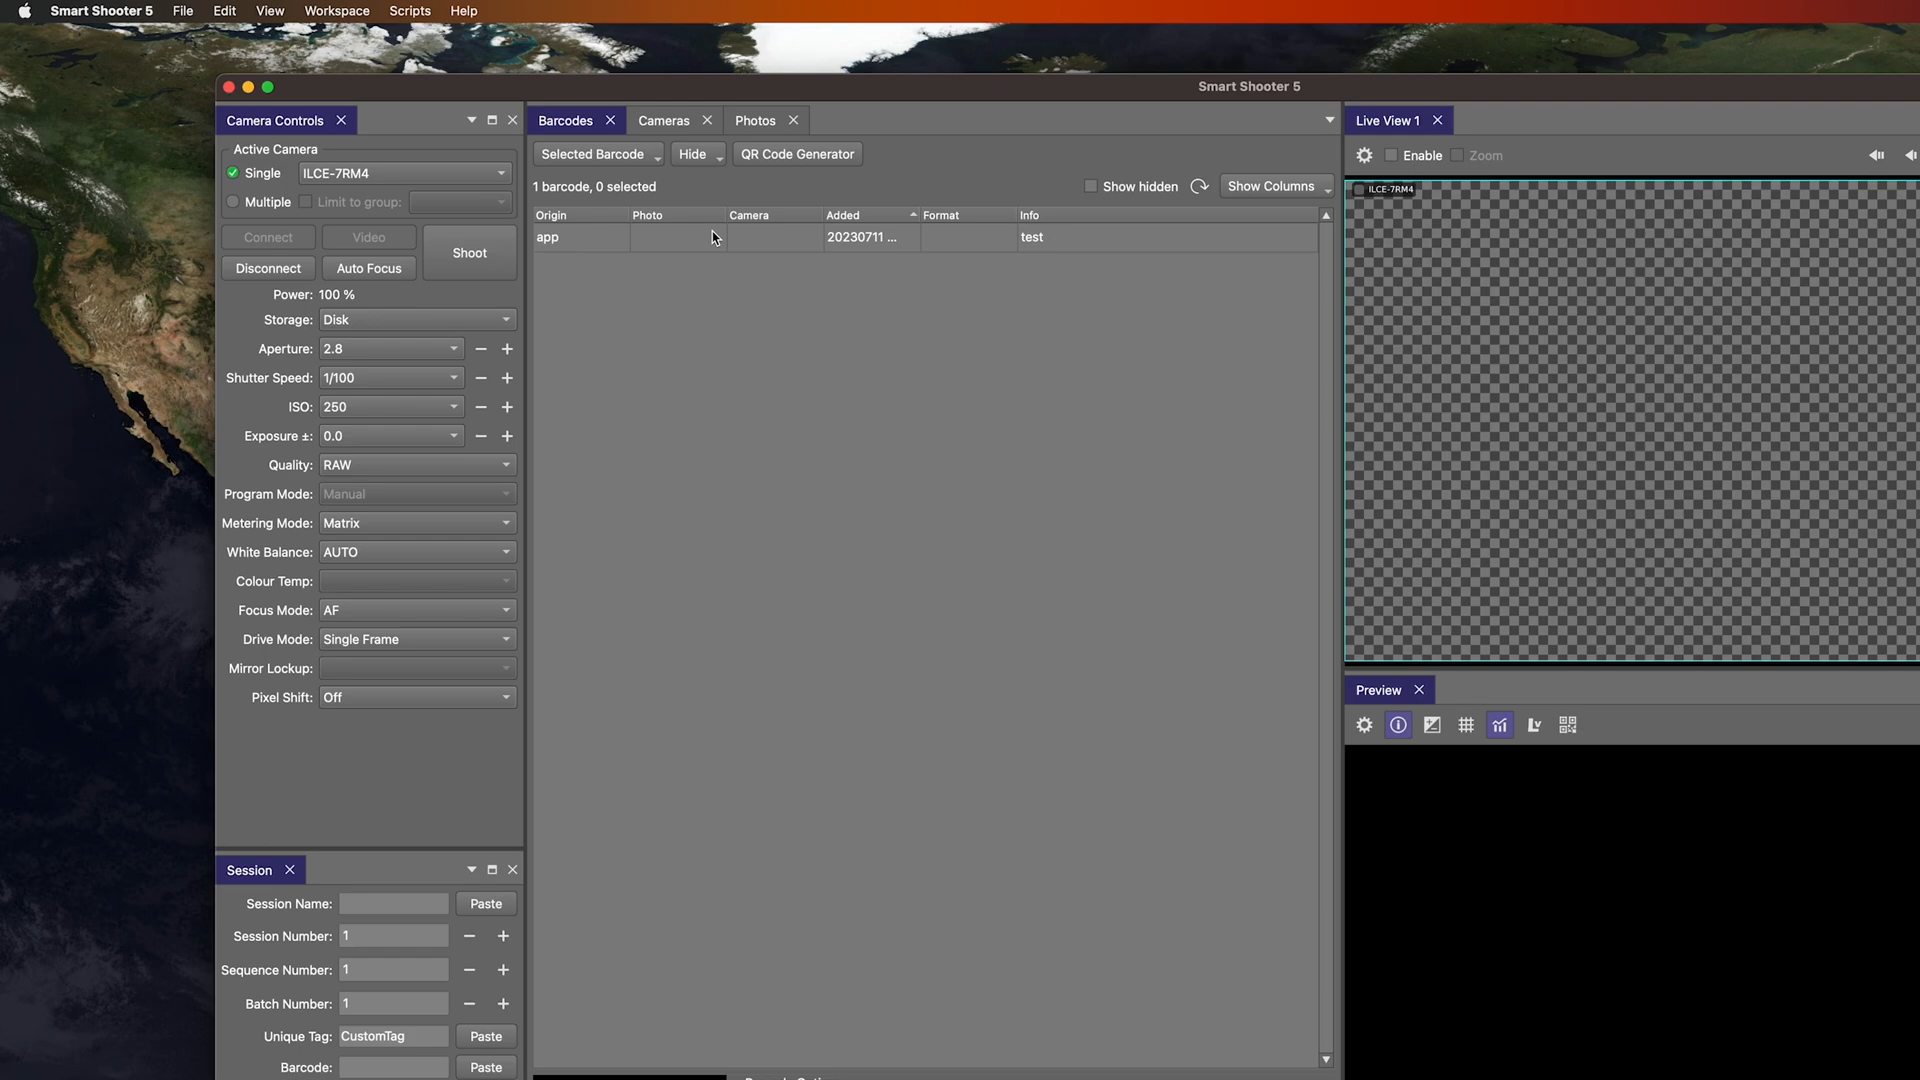 Smart Shooter 5 File Edit View Workspace Scripts Help
Smart Shooter 5
Camera Controls
Active Camera
Single ILCE-7RM4
Multiple Limit to group:
Connect Video Shoot
Disconnect Auto Focus
Power: 100 %
Storage: Disk
Aperture: 2.8
Shutter Speed: 1/100
ISO: 250
Exposure ±: 0.0
Quality: RAW
Program Mode: Manual
Metering Mode: Matrix
White Balance: AUTO
Colour Temp:
Focus Mode: AF
Drive Mode: Single Frame
Mirror Lockup:
Pixel Shift: Off
Session
Session Name: Paste
Session Number: 1
Sequence Number: 1
Batch Number: 1
Unique Tag: CustomTag Paste
Barcode: Paste
Barcodes Cameras Photos
Selected Barcode Hide QR Code Generator
1 barcode, 0 selected Show hidden Show Columns
Origin Photo Camera Added Format Info
app 20230711 ... test
Live View 1
Enable Zoom
ILCE-7RM4
Preview